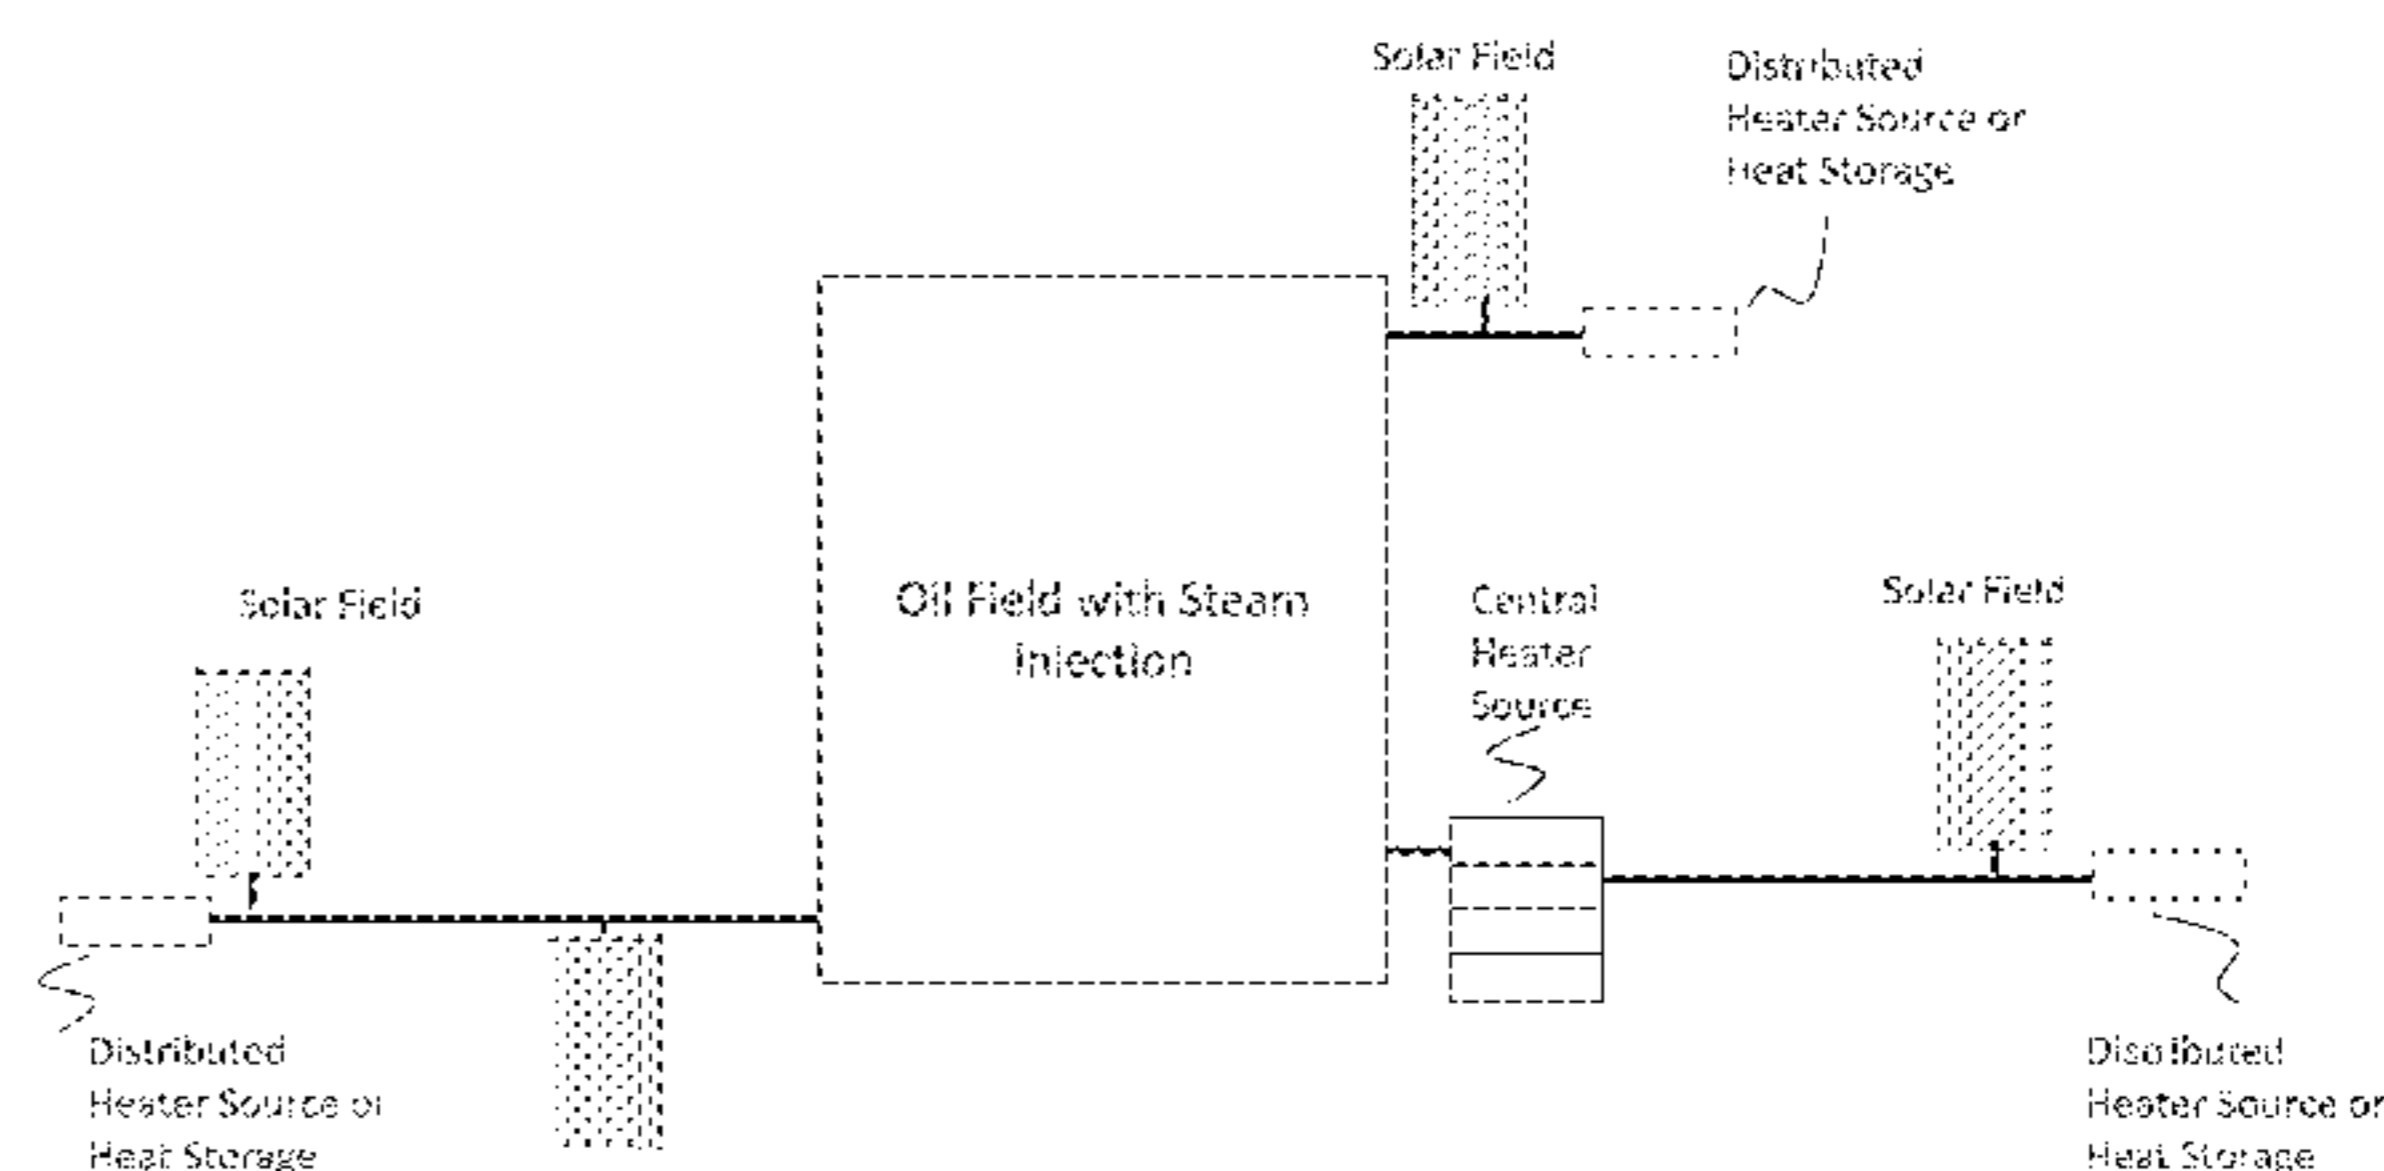 Solar Field
Distributed
Heater Source or
Heat Storage
Solar Field
Oil Field with Steam
Injection
Central
Heater
Source
Solar Field
Distributed
Heater Source or
Heat Storage
Distributed
Heater Source or
Heat Storage